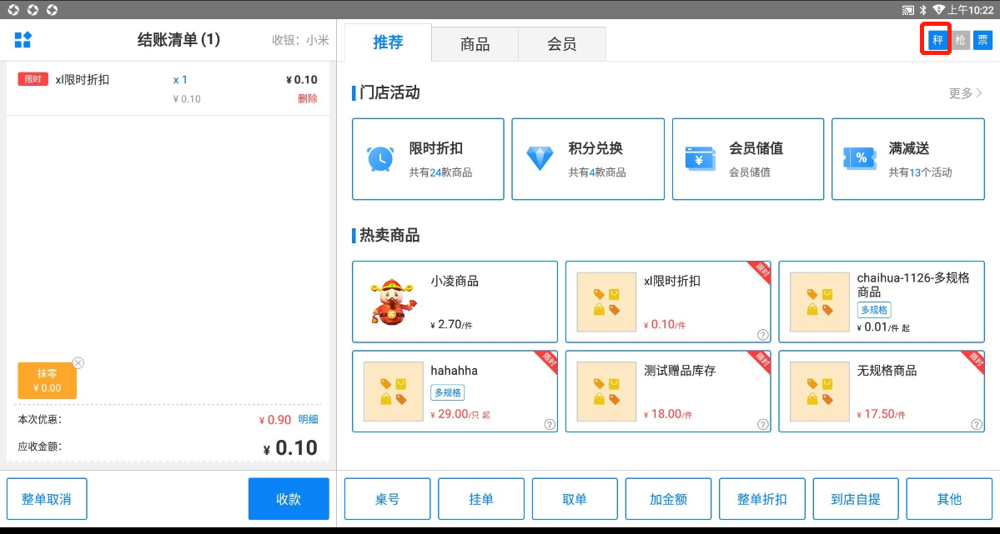 上午10:22
结账清单 (1)
收银：小米
限时 xl限时折扣 x 1 ¥ 0.10
¥ 0.10 删除
抹零
¥ 0.00
本次优惠： ¥ 0.90 明细
应收金额： ¥ 0.10
整单取消
收款
推荐 商品 会员
秤 枪 票
门店活动
更多
限时折扣
共有24款商品
积分兑换
共有4款商品
¥
会员储值
会员储值
%
满减送
共有13个活动
热卖商品
小凌商品
¥ 2.70/件
xl限时折扣
限时
¥ 0.10/件
?
chaihua-1126-多规格
商品
多规格
¥ 0.01/件 起
hahahha
限时
多规格
¥ 29.00/只 起
?
测试赠品库存
限时
¥ 18.00/件
?
无规格商品
限时
¥ 17.50/件
?
桌号 挂单 取单 加金额 整单折扣 到店自提 其他